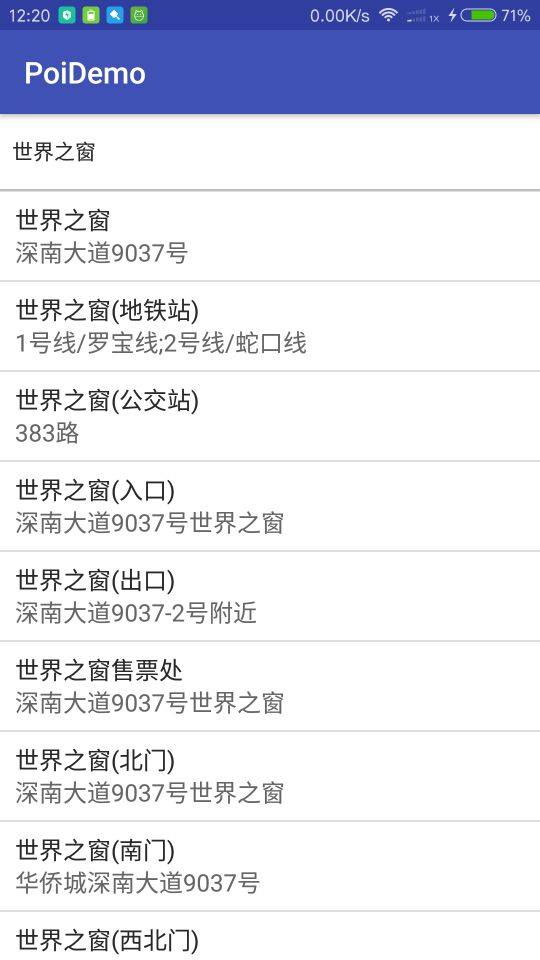 12:20 0.00K/s 1X 71%
PoiDemo
世界之窗
世界之窗
深南大道9037号
世界之窗(地铁站)
1号线/罗宝线;2号线/蛇口线
世界之窗(公交站)
383路
世界之窗(入口)
深南大道9037号世界之窗
世界之窗(出口)
深南大道9037-2号附近
世界之窗售票处
深南大道9037号世界之窗
世界之窗(北门)
深南大道9037号世界之窗
世界之窗(南门)
华侨城深南大道9037号
世界之窗(西北门)